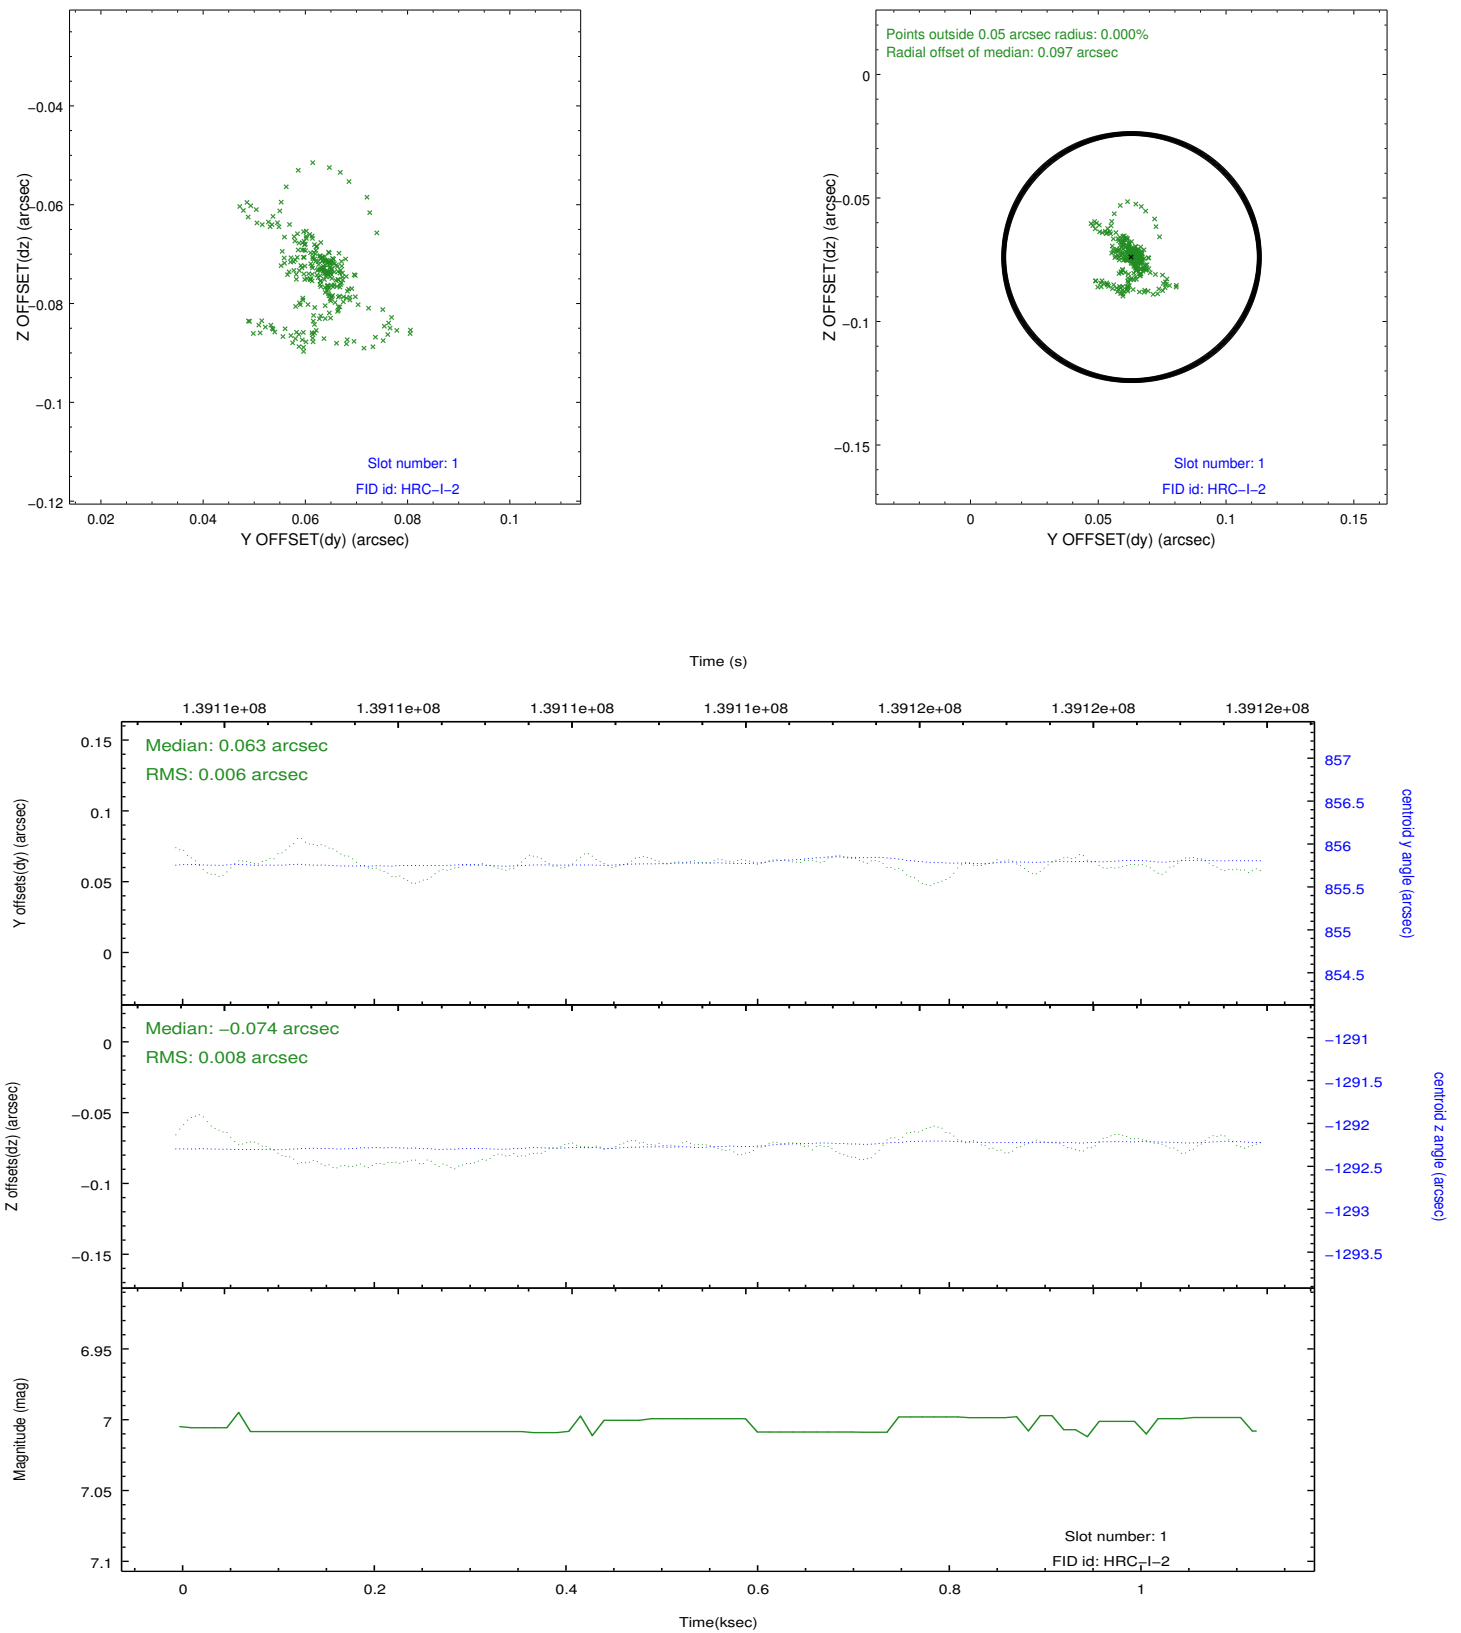 −0.04
−0.06
−0.08
−0.1
−0.12
Z OFFSET(dz) (arcsec)
0.02 0.04 0.06 0.08 0.1
Y OFFSET(dy) (arcsec)
Slot number: 1
FID id: HRC−I−2
Points outside 0.05 arcsec radius: 0.000%
Radial offset of median: 0.097 arcsec
0
−0.05
−0.1
−0.15
Z OFFSET(dz) (arcsec)
0 0.05 0.1 0.15
Y OFFSET(dy) (arcsec)
Slot number: 1
FID id: HRC−I−2
Time (s)
1.3911e+08 1.3911e+08 1.3911e+08 1.3911e+08 1.3912e+08 1.3912e+08 1.3912e+08
Median: 0.063 arcsec
RMS: 0.006 arcsec
0.15
0.1
0.05
0
Y offsets(dy) (arcsec)
857
856.5
856
855.5
855
854.5
centroid y angle (arcsec)
Median: −0.074 arcsec
RMS: 0.008 arcsec
0
−0.05
−0.1
−0.15
Z offsets(dz) (arcsec)
−1291
−1291.5
−1292
−1292.5
−1293
−1293.5
centroid z angle (arcsec)
6.95
7
7.05
7.1
Magnitude (mag)
Slot number: 1
FID id: HRC−I−2
0 0.2 0.4 0.6 0.8 1
Time(ksec)